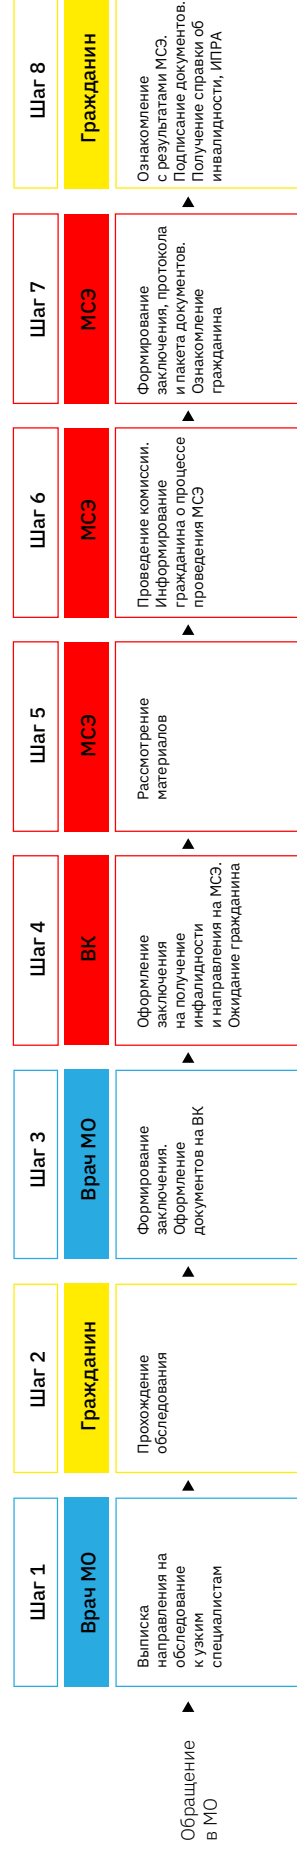 Обращение
в МО
Шаг 1
Врач МО
Выписка
направления на
обследование
к узким
специалистам
Шаг 2
Гражданин
Прохождение
обследования
Шаг 3
Врач МО
Формирование
заключения.
Оформление
документов на ВК
Шаг 4
ВК
Оформление
заключения
на получение
инфалидности
и направления на МСЭ.
Ожидание гражданина
Шаг 5
МСЭ
Рассмотрение
материалов
Шаг 6
МСЭ
Проведение комиссии.
Информирование
гражданина о процессе
проведения МСЭ
Шаг 7
МСЭ
Формирование
заключения, протокола
и пакета документов.
Ознакомление
гражданина
Шаг 8
Гражданин
Ознакомление
с результатами МСЭ.
Подписание документов.
Получение справки об
инвалидности, ИПРА